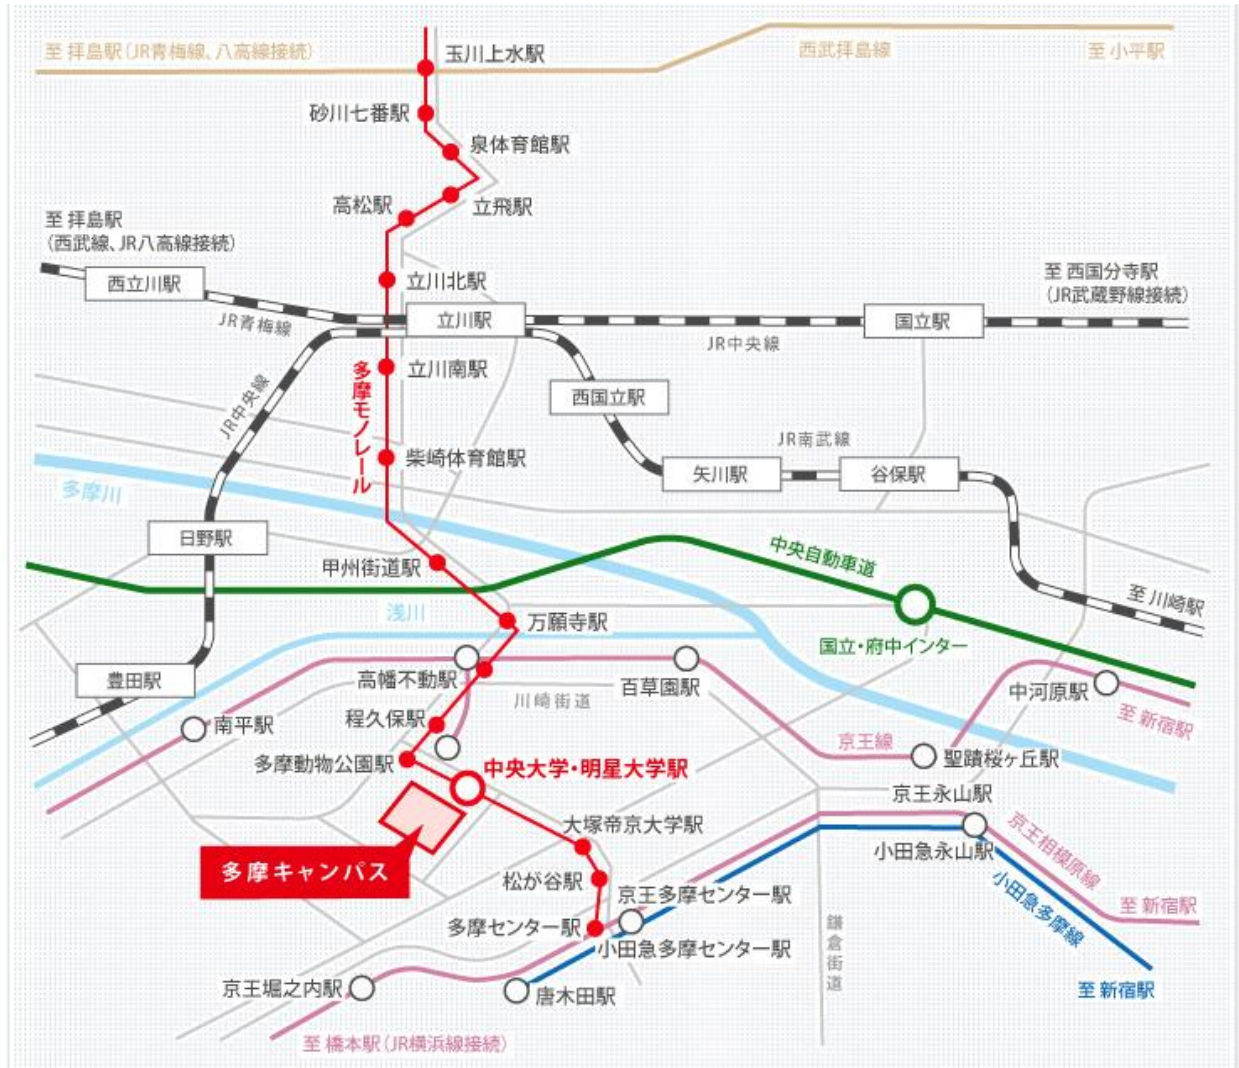 至 拝島駅（JR青梅線、八高線接続）
玉川上水駅
西武拝島線
至 小平駅
砂川七番駅
泉体育館駅
高松駅
立飛駅
至 拝島駅
（西武線、JR八高線接続）
西立川駅
立川北駅
至 西国分寺駅
（JR武蔵野線接続）
JR青梅線
立川駅
国立駅
JR中央線
立川南駅
多摩モノレール
JR中央線
西国立駅
JR南武線
柴崎体育館駅
矢川駅
谷保駅
多摩川
日野駅
甲州街道駅
中央自動車道
至 川崎駅
浅川
万願寺駅
国立・府中インター
豊田駅
高幡不動駅
百草園駅
中河原駅
川崎街道
至 新宿駅
南平駅
程久保駅
京王線
聖蹟桜ヶ丘駅
多摩動物公園駅
中央大学・明星大学駅
京王永山駅
大塚帝京大学駅
小田急永山駅
京王相模原線
多摩キャンパス
松が谷駅
京王多摩センター駅
小田急多摩線
至 新宿駅
多摩センター駅
小田急多摩センター駅
鎌倉街道
京王堀之内駅
唐木田駅
至 新宿駅
至 橋本駅（JR横浜線接続）